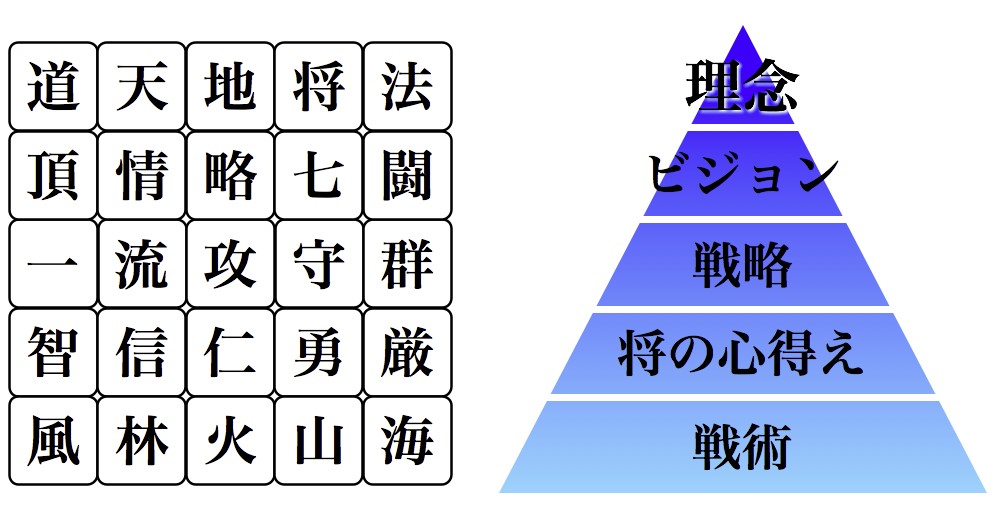 道天地将法
頂情略七闘
一流攻守群
智信仁勇厳
風林火山海
理念
ビジョン
戦略
将の心得え
戦術